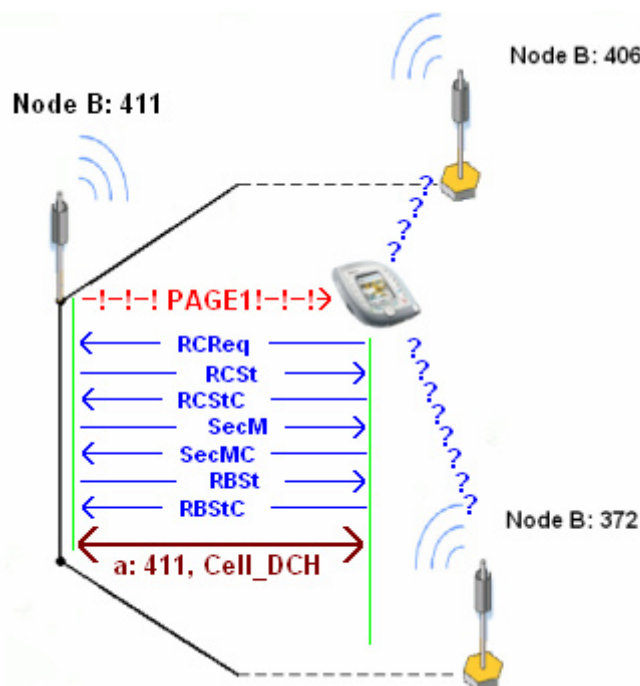 Node B: 406
Node B: 411
?
?
?
?
?
-!-!-! PAGE1!-!-!->
RCReq
RCSt
RCStC
SecM
SecMC
RBSt
RBStC
?
?
?
?
?
?
?
?
?
?
Node B: 372
a: 411, Cell_DCH